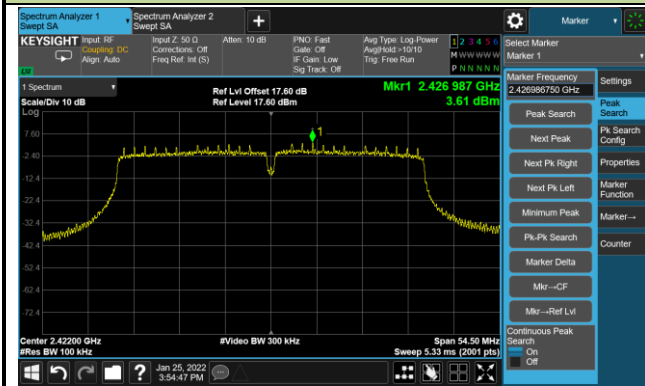 Spectrum Analyzer 1
Swept SA
Spectrum Analyzer 2
Swept SA
Marker
KEYSIGHT
Input: RF
Coupling: DC
Align: Auto
Input Z: 50 Ω
Corrections: Off
Freq Ref: Int (S)
Atten: 10 dB
PNO: Fast
Gate: Off
IF Gain: Low
Sig Track: Off
Avg Type: Log-Power
Avg|Hold:>10/10
Trig: Free Run
1 2 3 4 5 6
M W W W W W
P N N N N N
LXI
Select Marker
Marker 1
1 Spectrum
Scale/Div 10 dB
Log
Ref Lvl Offset 17.60 dB
Ref Level 17.60 dBm
Mkr1 2.426 987 GHz
3.61 dBm
7.60
-2.40
-12.4
-22.4
-32.4
-42.4
-52.4
-62.4
-72.4
1
Center 2.42200 GHz
#Res BW 100 kHz
#Video BW 300 kHz
Span 54.50 MHz
Sweep 5.33 ms (2001 pts)
Marker Frequency
2.426986750 GHz
Peak Search
Next Peak
Next Pk Right
Next Pk Left
Minimum Peak
Pk-Pk Search
Marker Delta
Mkr→CF
Mkr→Ref Lvl
Continuous Peak
Search
On
Off
Settings
Peak
Search
Pk Search
Config
Properties
Marker
Function
Marker→
Counter
?
Jan 25, 2022
3:54:47 PM